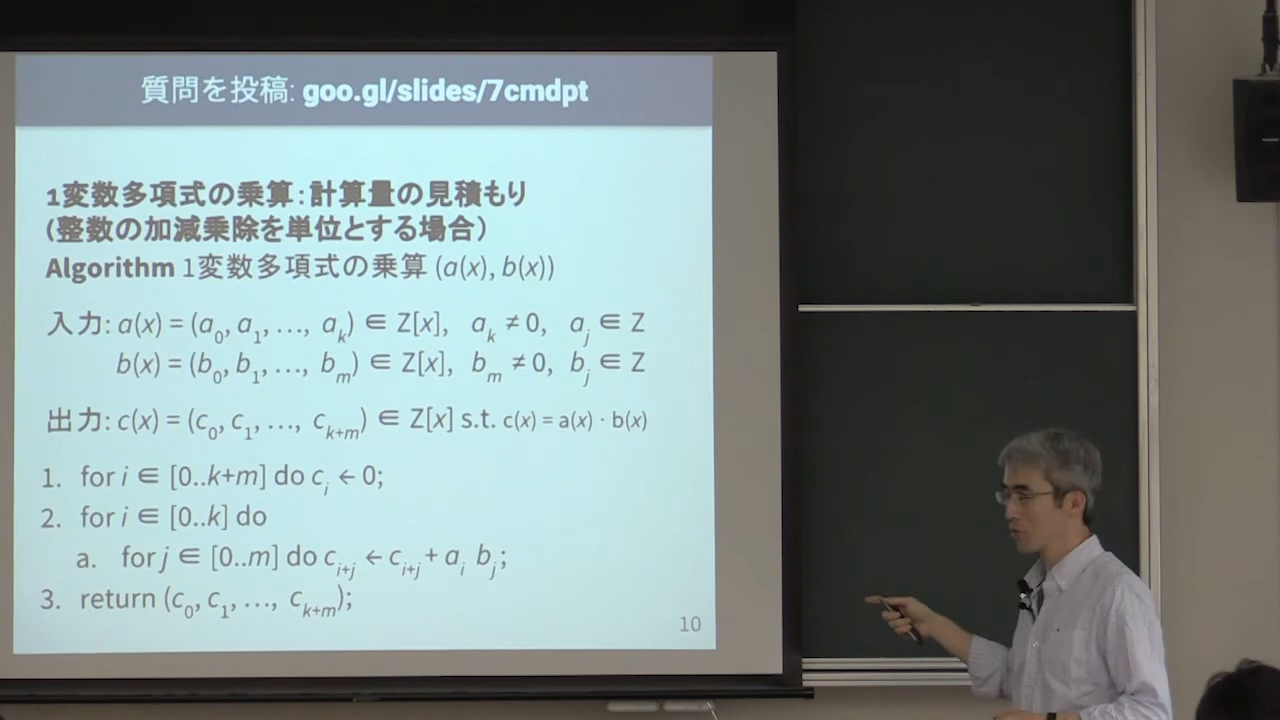 質問を投稿: goo.gl/slides/7cmdpt
1変数多項式の乗算：計算量の見積もり
(整数の加減乗除を単位とする場合)
Algorithm 1変数多項式の乗算 (a(x), b(x))
入力: a(x) = (a0, a1, …, ak) ∈ Z[x], ak ≠ 0, aj ∈ Z
b(x) = (b0, b1, …, bm) ∈ Z[x], bm ≠ 0, bj ∈ Z
出力: c(x) = (c0, c1, …, ck+m) ∈ Z[x] s.t. c(x) = a(x) · b(x)
1. for i ∈ [0..k+m] do ci ← 0;
2. for i ∈ [0..k] do
a. for j ∈ [0..m] do ci+j ← ci+j + ai bj;
3. return (c0, c1, …, ck+m);
10